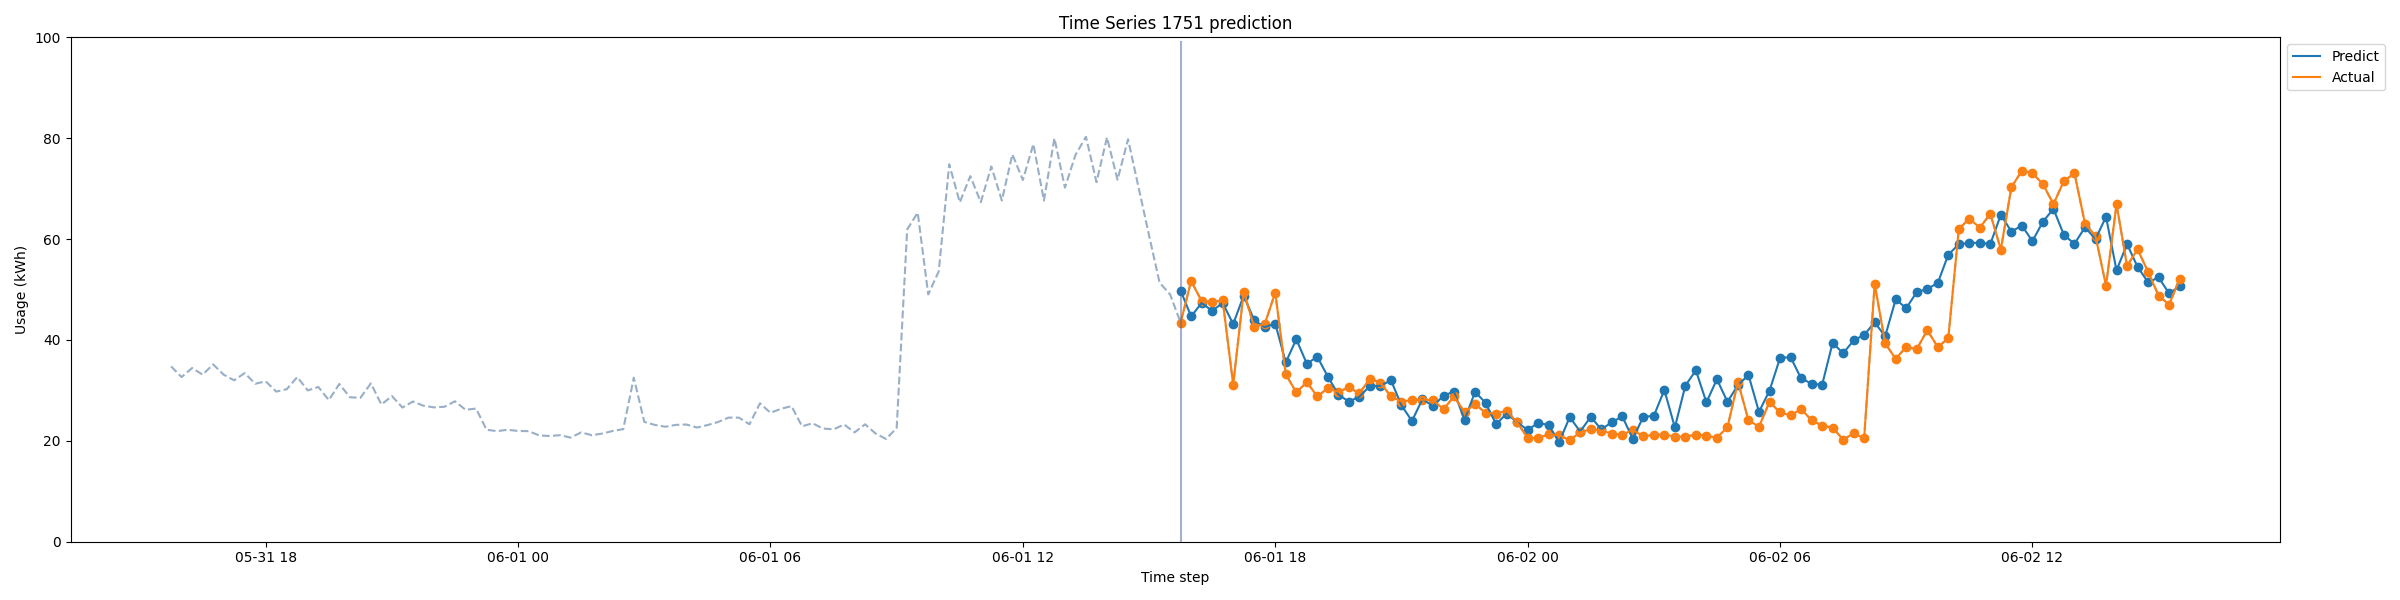 Time Series 1751 prediction
Predict
Actual
Usage (kWh)
100
80
60
40
20
0
05-31 18
06-01 00
06-01 06
06-01 12
06-01 18
06-02 00
06-02 06
06-02 12
Time step